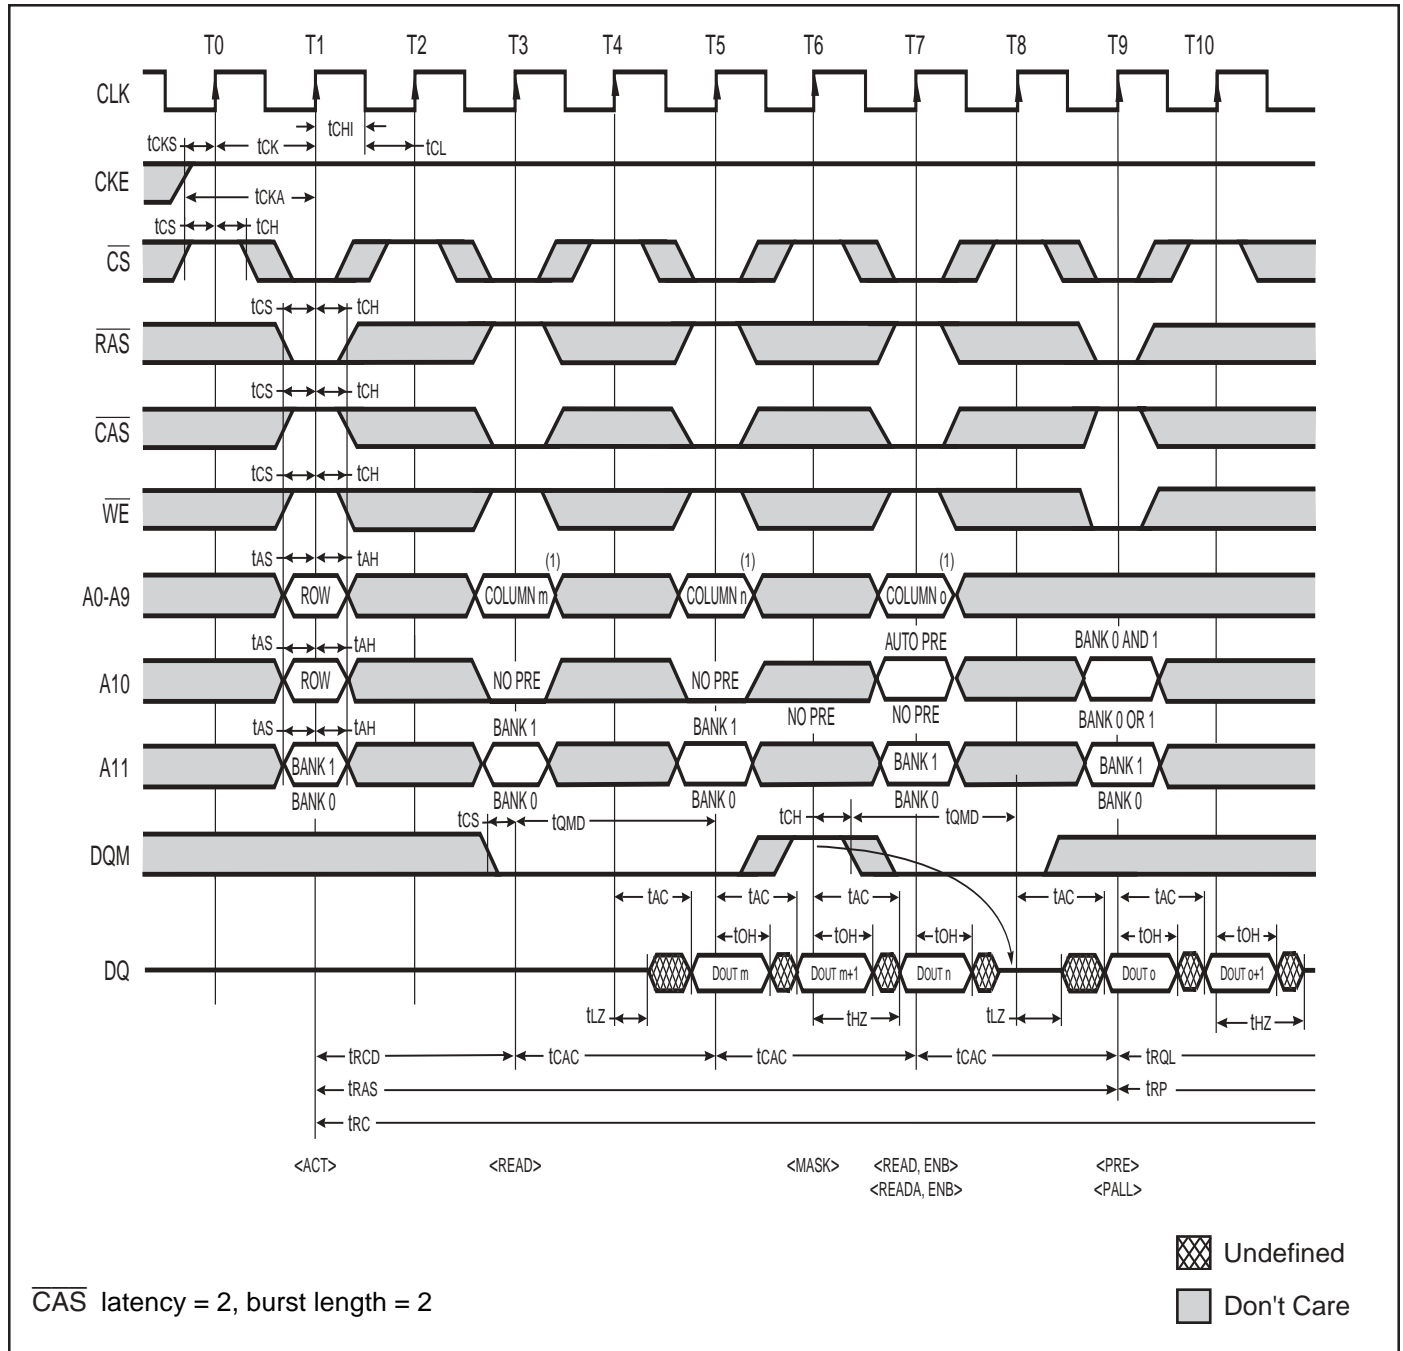 T0 T1 T2 T3 T4 T5 T6 T7 T8 T9 T10
CLK
tCHI
tCKS tCK tCL
CKE
tCKA
tCS tCH
CS
tCS tCH
RAS
tCS tCH
CAS
tCS tCH
WE
tAS tAH (1) (1) (1)
A0-A9 ROW COLUMN m COLUMN n COLUMN o
tAS tAH AUTO PRE BANK 0 AND 1
A10 ROW NO PRE NO PRE
NO PRE NO PRE BANK 0 OR 1
tAS tAH BANK 1 BANK 1
A11 BANK 1 BANK 1 BANK 1
BANK 0 BANK 0 BANK 0 BANK 0 BANK 0
tCS tQMD tCH tQMD
DQM
tAC tAC tAC tAC tAC
tOH tOH tOH tOH tOH
DQ DOUT m DOUT m+1 DOUT n DOUT o DOUT o+1
tLZ tHZ tLZ tHZ
tRCD tCAC tCAC tCAC tRQL
tRAS tRP
tRC
<ACT> <READ> <MASK> <READ, ENB> <PRE>
<READA, ENB> <PALL>
Undefined
CAS latency = 2, burst length = 2
Don't Care